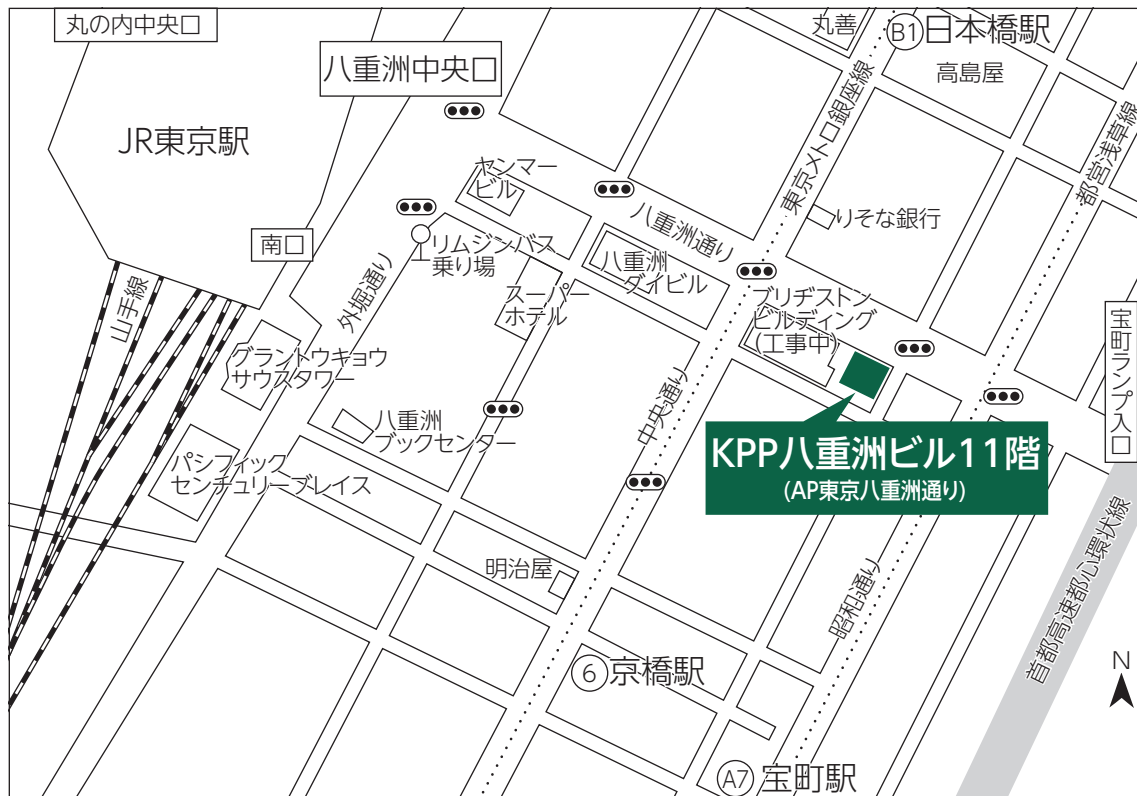 丸の内中央口
八重洲中央口
JR東京駅
南口
山手線
外堀通り
グラントウキョウ
サウスタワー
パシフィック
センチュリープレイス
ヤンマー
ビル
リムジンバス
乗り場
スーパー
ホテル
八重洲
ブックセンター
八重洲通り
八重洲
ダイビル
丸善
B1 日本橋駅
高島屋
東京メトロ銀座線
都営浅草線
りそな銀行
ブリヂストン
ビルディング
(工事中)
宝町ランプ入口
中央通り
KPP八重洲ビル11階
(AP東京八重洲通り)
明治屋
昭和通り
首都高速都心環状線
6 京橋駅
A7 宝町駅
N